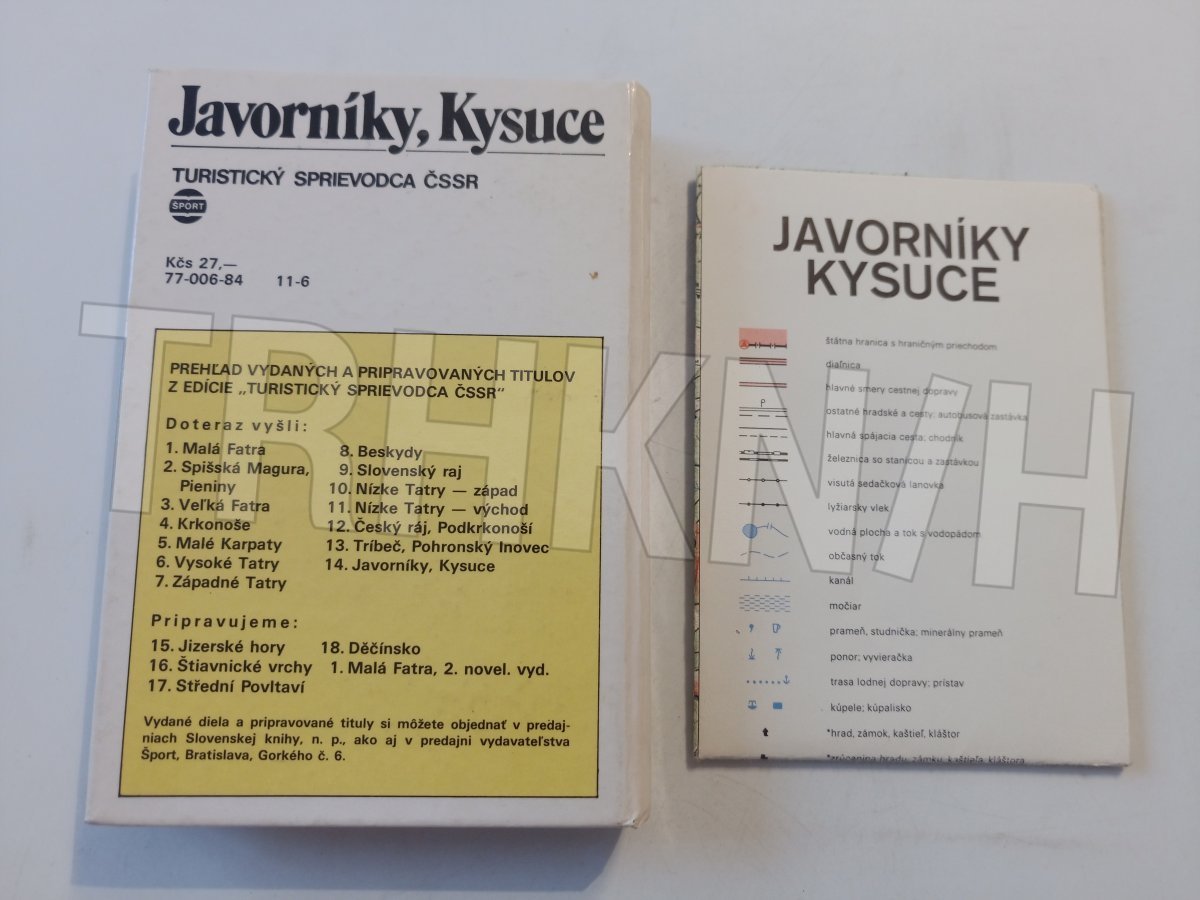 Javorníky, Kysuce
TURISTICKÝ SPRIEVODCA ČSSR
ŠPORT
Kčs 27,—
77-006-84 11-6
PREHĽAD VYDANÝCH A PRIPRAVOVANÝCH TITULOV
Z EDÍCIE „TURISTICKÝ SPRIEVODCA ČSSR“
Doteraz vyšli:
1. Malá Fatra
2. Spišská Magura,
Pieniny
3. Veľká Fatra
4. Krkonoše
5. Malé Karpaty
6. Vysoké Tatry
7. Západné Tatry
8. Beskydy
9. Slovenský raj
10. Nízke Tatry — západ
11. Nízke Tatry — východ
12. Český ráj, Podkrkonoší
13. Tríbeč, Pohronský Inovec
14. Javorníky, Kysuce
Pripravujeme:
15. Jizerské hory
16. Štiavnické vrchy
17. Střední Povltaví
18. Děčínsko
1. Malá Fatra, 2. novel. vyd.
Vydané diela a pripravované tituly si môžete objednať v predaj-
niach Slovenskej knihy, n. p., ako aj v predajni vydavateľstva
Šport, Bratislava, Gorkého č. 6.
JAVORNÍKY
KYSUCE
štátna hranica s hraničným priechodom
diaľnica
hlavné smery cestnej dopravy
ostatné hradské a cesty; autobusová zastávka
hlavná spájacia cesta; chodník
železnica so stanicou a zastávkou
visutá sedačková lanovka
lyžiarsky vlek
vodná plocha a tok s vodopádom
občasný tok
kanál
močiar
prameň, studnička; minerálny prameň
ponor; vyvieračka
trasa lodnej dopravy; prístav
kúpele; kúpalisko
*hrad, zámok, kaštieľ, kláštor
*zrúcanina hradu, zámku, kaštieľa, kláštora
TRHKNÍH